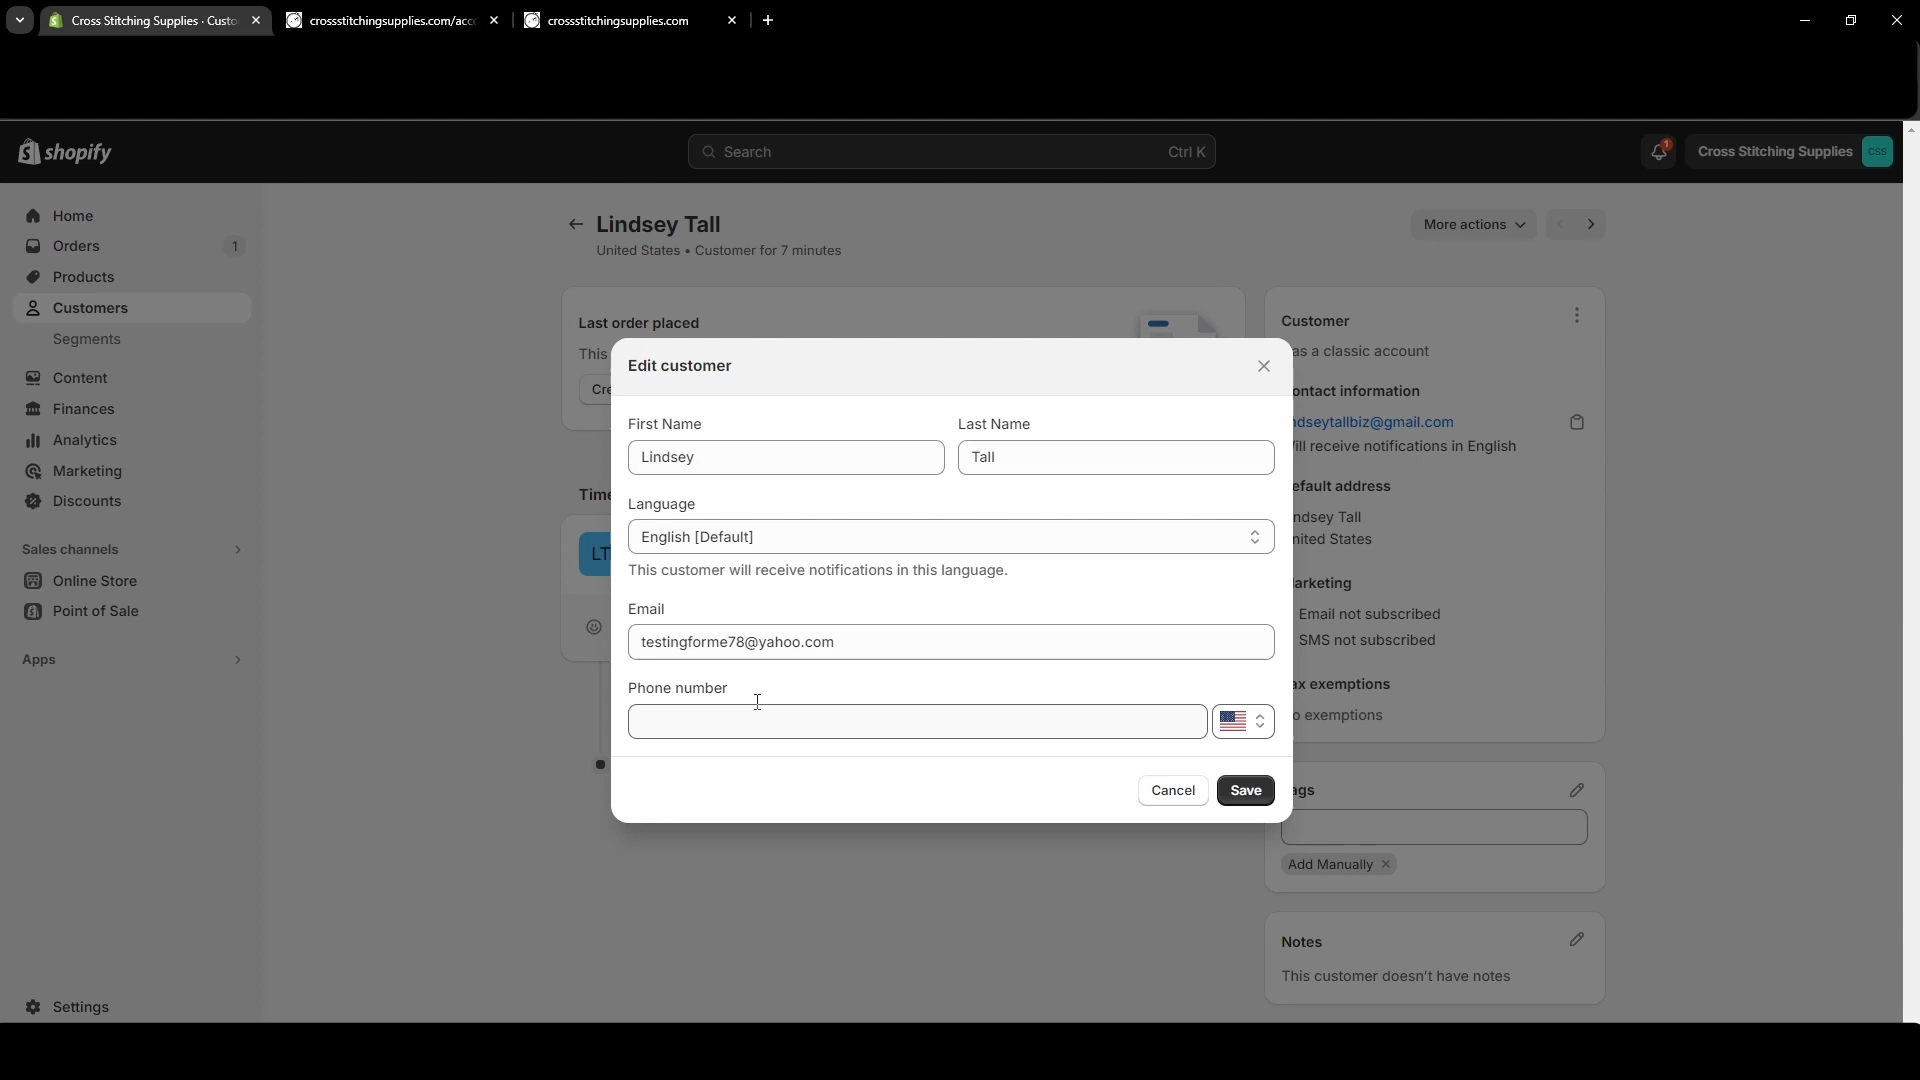 Cross Stitching Supplies · Custo
crossstitchingsupplies.com/acc
crossstitchingsupplies.com
shopify
Search
Ctrl K
1
Cross Stitching Supplies
CSS
Home
Orders
1
Products
Customers
Segments
Content
Finances
Analytics
Marketing
Discounts
Sales channels
Online Store
Point of Sale
Apps
Settings
Lindsey Tall
United States • Customer for 7 minutes
More actions
Last order placed
This
Cre
Time
LT
Edit customer
First Name
Last Name
Lindsey
Tall
Language
English [Default]
This customer will receive notifications in this language.
Email
testingforme78@yahoo.com
Phone number
Cancel
Save
Customer
as a classic account
ontact information
ndseytallbiz@gmail.com
ill receive notifications in English
efault address
ndsey Tall
nited States
arketing
Email not subscribed
SMS not subscribed
ax exemptions
o exemptions
ags
Add Manually
Notes
This customer doesn't have notes